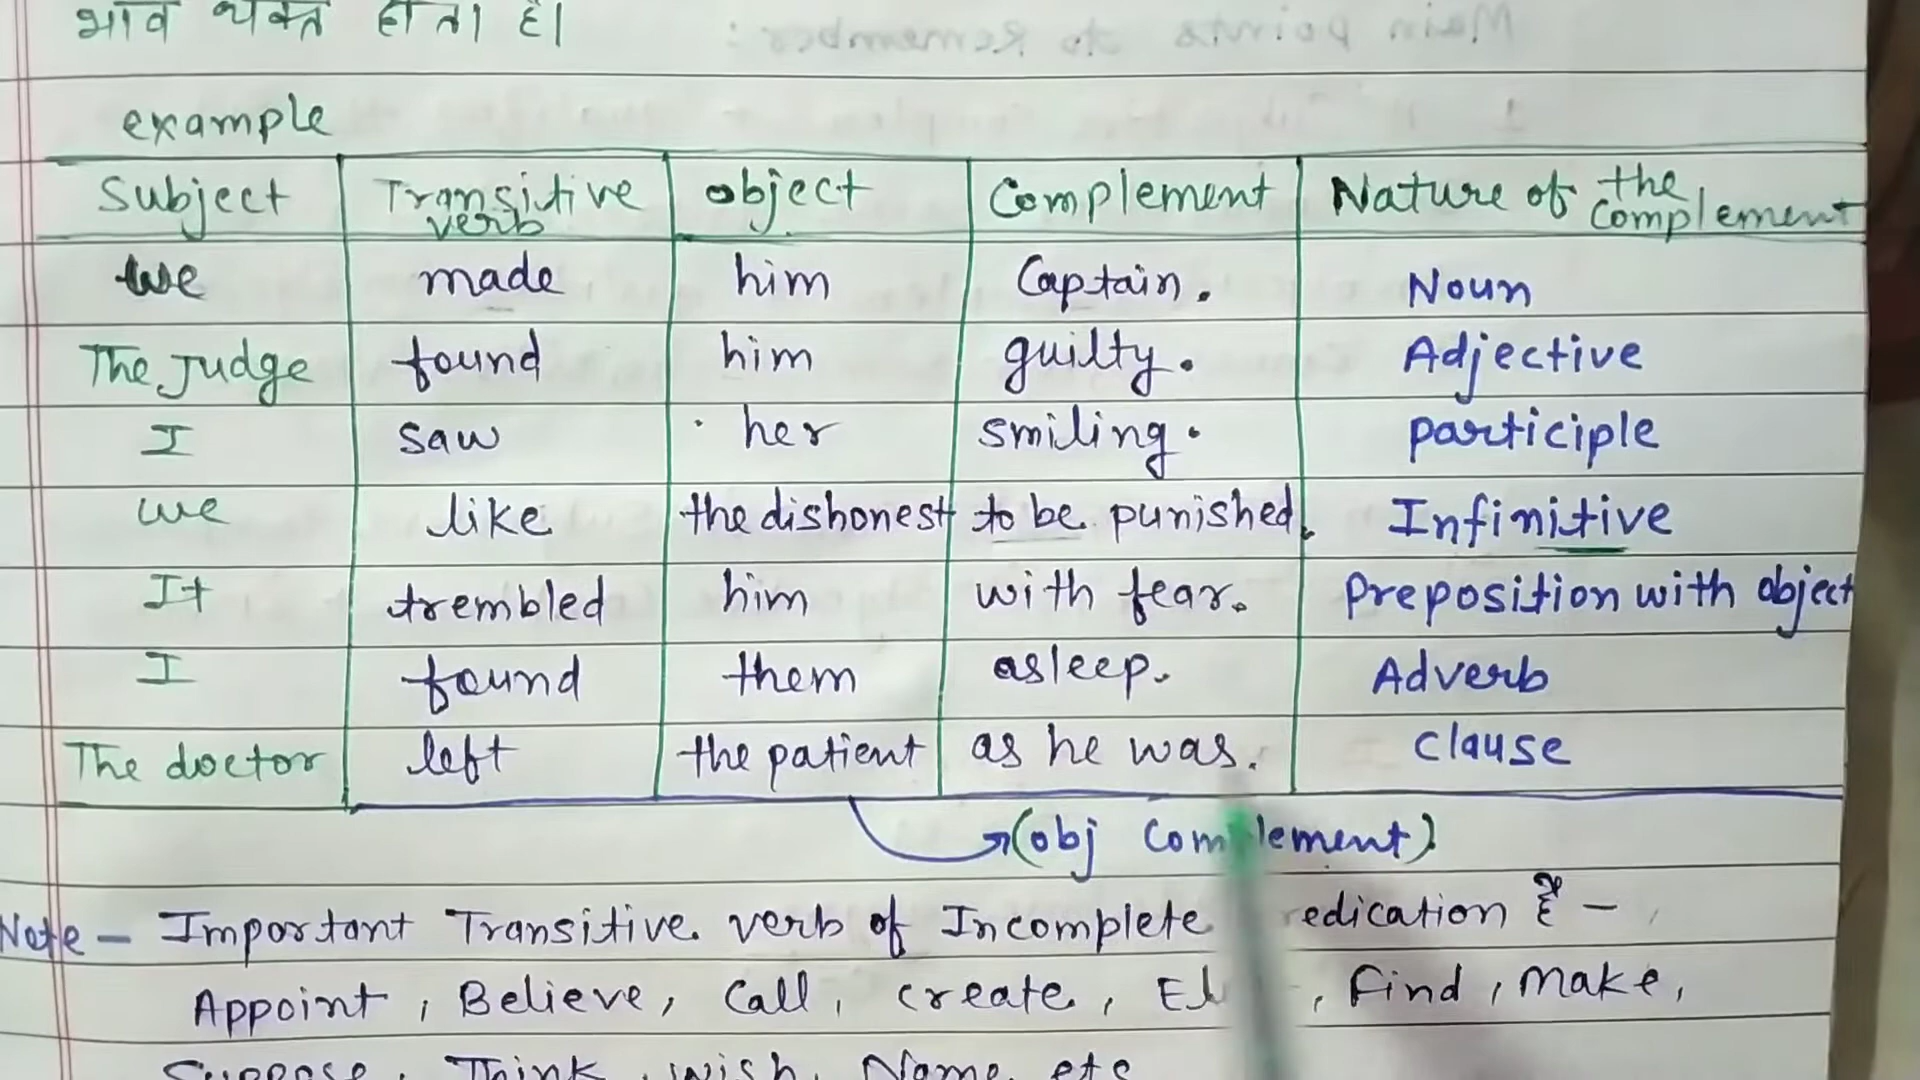 भाव व्यक्त होता है।
example
Subject Transitive verb object Complement Nature of the Complement
we made him Captain. Noun
The Judge found him guilty. Adjective
I saw her smiling. participle
we like the dishonest to be punished. Infinitive
It trembled him with fear. Preposition with object
I found them asleep. Adverb
The doctor left the patient as he was. clause
(obj Complement)
Note - Important Transitive verb of Incomplete redication है -
Appoint, Believe, Call, Create, , Find, Make,
Suppose, Think, wish, Name, etc